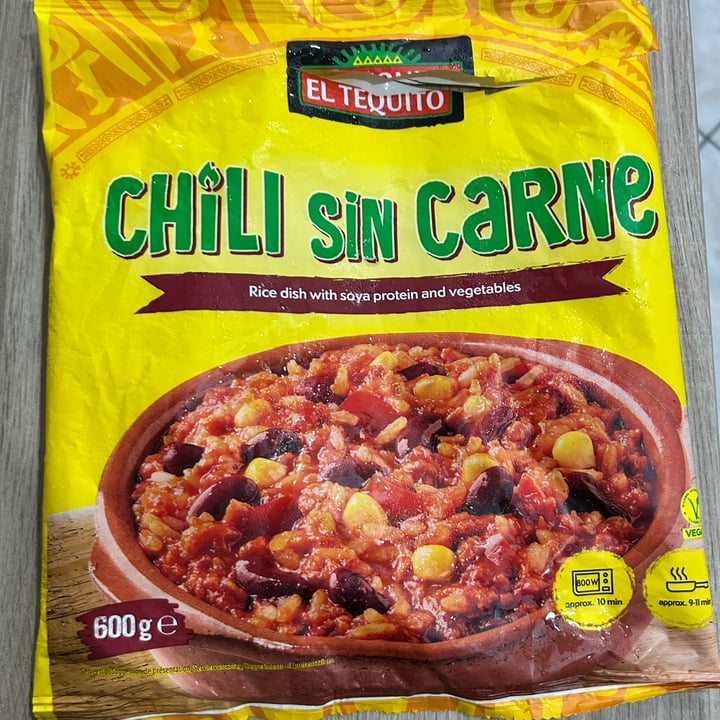 EL TEQUITO
CHiLI SiN CaRNe
Rice dish with soya protein and vegetables
VEGA
800W
approx. 10 min
approx. 9-11 min
600g e